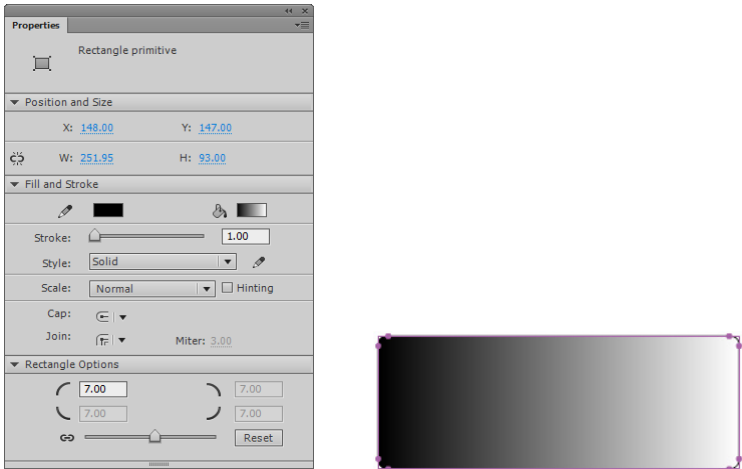 Properties
Rectangle primitive
Position and Size
X: 148.00 Y: 147.00
W: 251.95 H: 93.00
Fill and Stroke
Stroke: 1.00
Style: Solid
Scale: Normal Hinting
Cap:
Join: Miter: 3.00
Rectangle Options
7.00 7.00
7.00 7.00
Reset